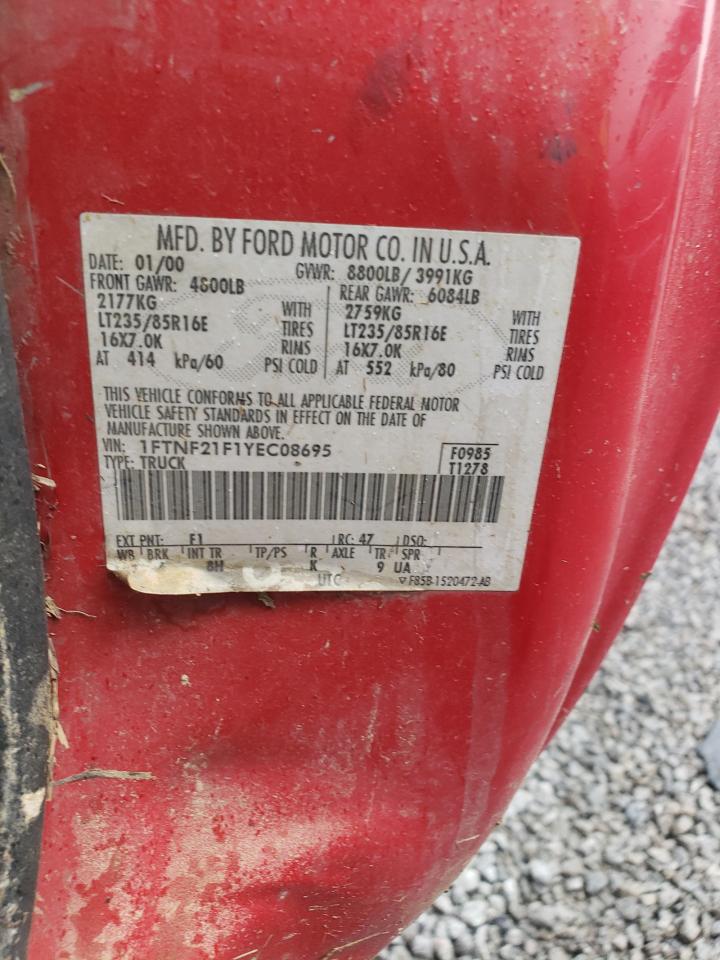 MFD. BY FORD MOTOR CO. IN U.S.A.
DATE: 01/00 GVWR: 8800LB/ 3991KG
FRONT GAWR: 4800LB REAR GAWR: 6084LB
2177KG WITH 2759KG WITH
LT235/85R16E TIRES LT235/85R16E TIRES
16X7.0K RIMS 16X7.0K RIMS
AT 414 kPa/60 PSI COLD AT 552 kPa/80 PSI COLD
THIS VEHICLE CONFORMS TO ALL APPLICABLE FEDERAL MOTOR
VEHICLE SAFETY STANDARDS IN EFFECT ON THE DATE OF
MANUFACTURE SHOWN ABOVE.
VIN: 1FTNF21F1YEC08695 F0985
TYPE: TRUCK T1278
EXT PNT: F1 RC: 47 DSO:
WB BRK INT TR TP/PS R AXLE TR SPR
8H K 9 UA
UTC F85B-1520472-AB